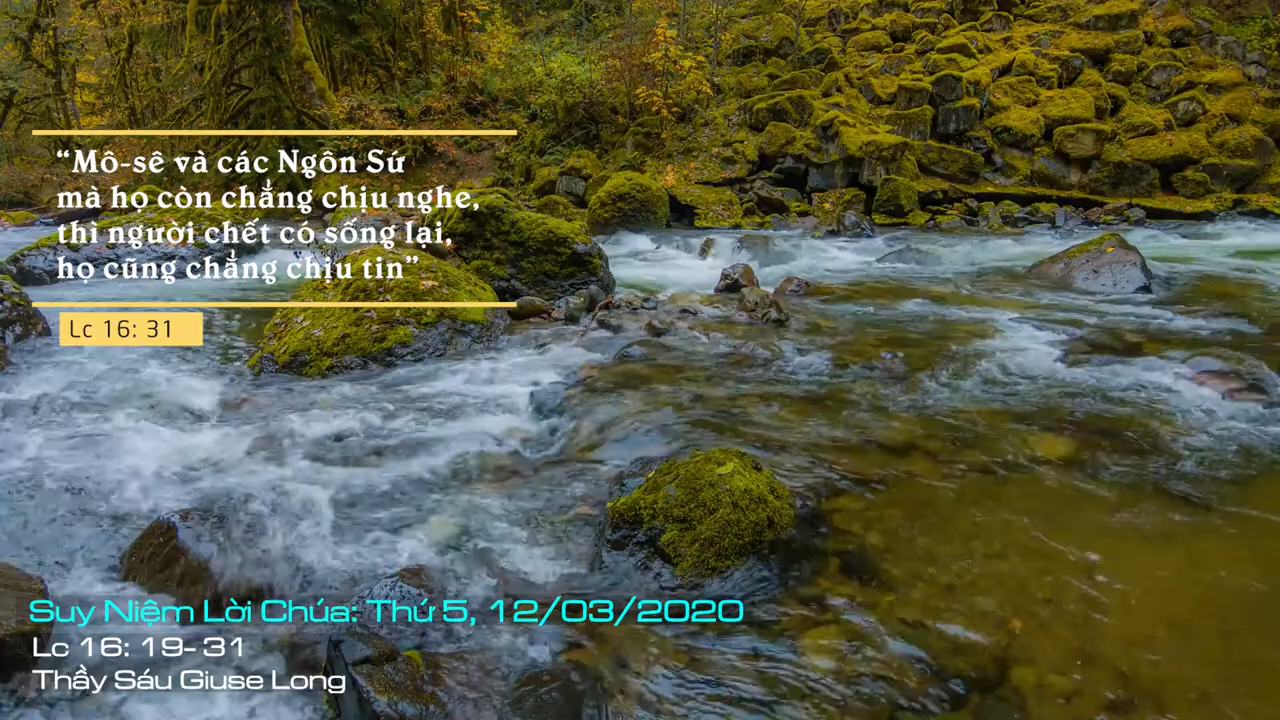 “Mô-sê và các Ngôn Sứ
mà họ còn chẳng chịu nghe,
thì người chết có sống lại,
họ cũng chẳng chịu tin”
Lc 16: 31
Suy Niệm Lời Chúa: Thứ 5, 12/03/2020
Lc 16: 19- 31
Thầy Sáu Giuse Long